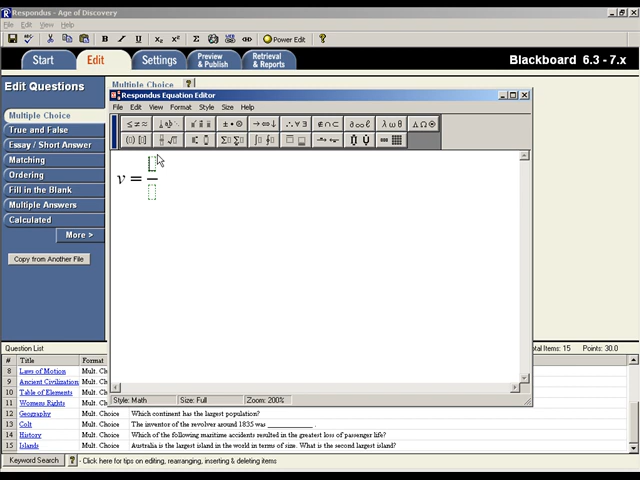 Respondus - Age of Discovery
File Edit View Help
Power Edit
Start Edit Settings Preview & Publish Retrieval & Reports Blackboard 6.3 - 7.x
Edit Questions
Multiple Choice
Multiple Choice
True and False
Essay / Short Answer
Matching
Ordering
Fill in the Blank
Multiple Answers
Calculated
More >
Copy from Another File
Respondus Equation Editor
File Edit View Format Style Size Help
v =
Style: Math Size: Full Zoom: 200%
Question List tal Items: 15 Points: 30.0
# Title Format
8 Laws of Motion Mult. Ch
9 Ancient Civilization Mult. Ch
10 Table of Elements Mult. Ch
11 Womens Rights Mult. Ch
12 Geography Mult. Choice Which continent has the largest population?
13 Colt Mult. Choice The inventor of the revolver around 1835 was ____________ .
14 History Mult. Choice Which of the following maritime accidents resulted in the greatest loss of passenger life?
15 Islands Mult. Choice Australia is the largest island in the world in terms of size. What is the second largest island?
Keyword Search ? - Click here for tips on editing, rearranging, inserting & deleting items